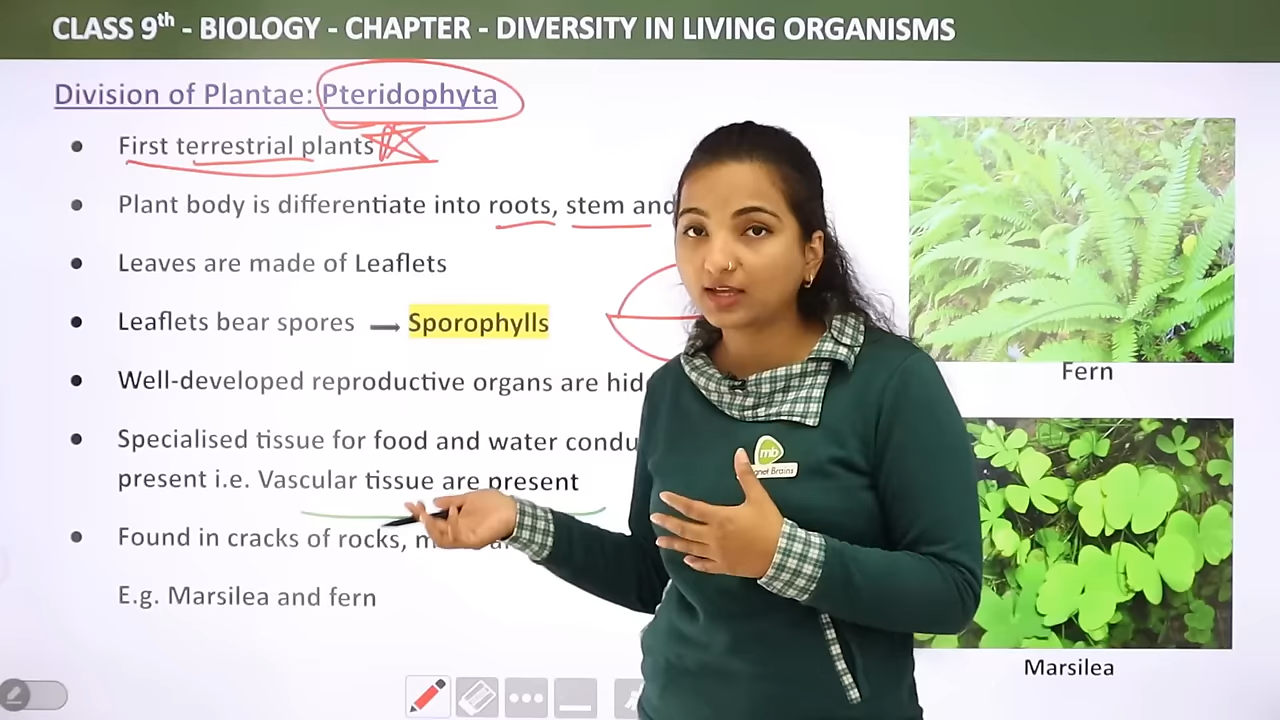 CLASS 9th - BIOLOGY - CHAPTER - DIVERSITY IN LIVING ORGANISMS
Division of Plantae: Pteridophyta
First terrestrial plants
Plant body is differentiate into roots, stem and
Leaves are made of Leaflets
Leaflets bear spores → Sporophylls
Well-developed reproductive organs are hid
Specialised tissue for food and water condu
present i.e. Vascular tissue are present
Found in cracks of rocks,
E.g. Marsilea and fern
Fern
Marsilea
mb
gnet Brains